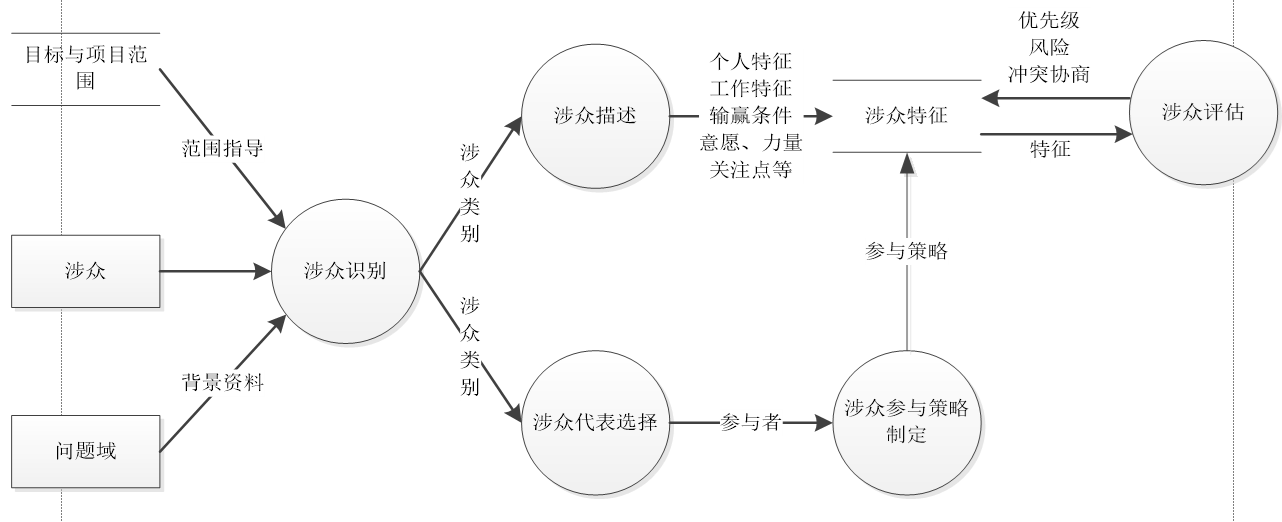 目标与项目范
围
范围指导
涉众
背景资料
问题域
涉众识别
涉
众
类
别
涉
众
类
别
涉众描述
个人特征
工作特征
输赢条件
意愿、力量
关注点等
涉众特征
优先级
风险
冲突协商
特征
涉众评估
参与策略
涉众代表选择
参与者
涉众参与策略
制定